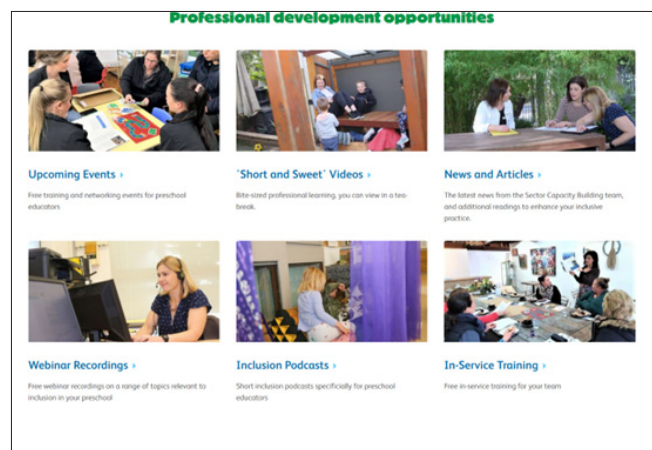 Professional development opportunities
Upcoming Events ›
Free training and networking events for preschool
educators
'Short and Sweet' Videos ›
Bite-sized professional learning, you can view in a tea-
break.
News and Articles ›
The latest news from the Sector Capacity Building team,
and additional readings to enhance your inclusive
practice.
Webinar Recordings ›
Free webinar recordings on a range of topics relevant to
inclusion in your preschool
Inclusion Podcasts ›
Short inclusion podcasts specificially for preschool
educators
In-Service Training ›
Free in-service training for your team